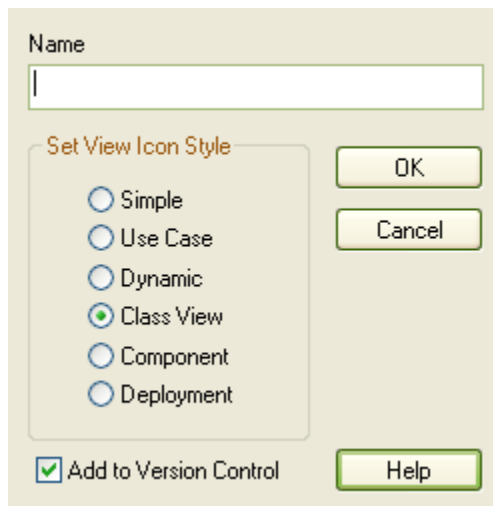 Name
Set View Icon Style
Simple
Use Case
Dynamic
Class View
Component
Deployment
OK
Cancel
Add to Version Control
Help